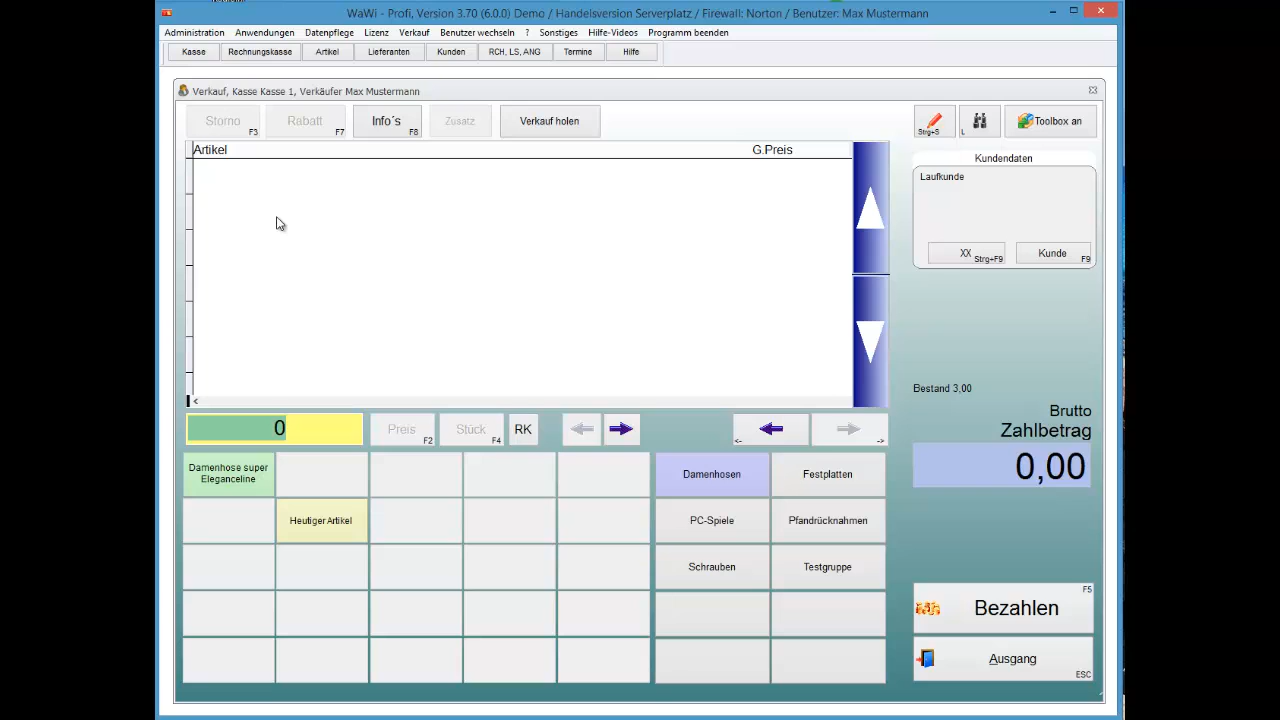 WaWi - Profi, Version 3.70 (6.0.0) Demo / Handelsversion Serverplatz / Firewall: Norton / Benutzer: Max Mustermann
Administration Anwendungen Datenpflege Lizenz Verkauf Benutzer wechseln ? Sonstiges Hilfe-Videos Programm beenden
Kasse Rechnungskasse Artikel Lieferanten Kunden RCH, LS, ANG Termine Hilfe
Verkauf, Kasse Kasse 1, Verkäufer Max Mustermann
Storno F3 Rabatt F7 Info´s F8 Zusatz Verkauf holen Strg+S L Toolbox an
Artikel G.Preis
Kundendaten
Laufkunde
XX Strg+F9 Kunde F9
Bestand 3,00
<
0 Preis F2 Stück F4 RK <- ->
Brutto
Zahlbetrag
0,00
Damenhose super
Eleganceline
Damenhosen Festplatten
Heutiger Artikel PC-Spiele Pfandrücknahmen
Schrauben Testgruppe
Bezahlen F5
Ausgang ESC